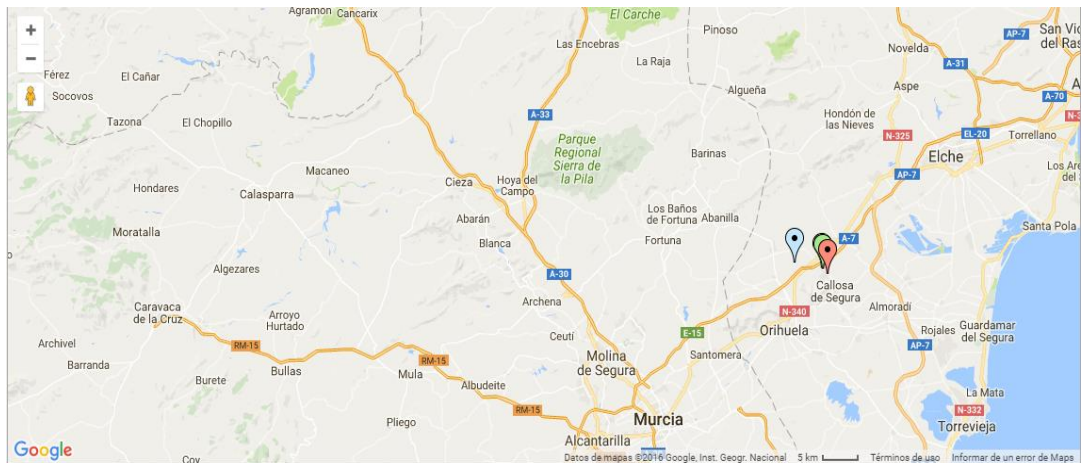 Agramon
Cancarix
El Carche
Pinoso
San Vic
del Ras
AP-7
Las Encebras
Novelda
La Raja
A-31
Férez
El Cañar
Socovos
Algueña
Aspe
A-70
Hondón de
las Nieves
Tazona
El Chopillo
A-33
N-325
EL-20
Torrellano
Parque
Regional
Sierra de
la Pila
Barinas
Elche
Macaneo
Cieza
Hoya del
Campo
AP-7
Los Are
del S
Hondares
Calasparra
Los Baños
de Fortuna
Abanilla
Abarán
Moratalla
Santa Pola
Blanca
Fortuna
A-7
Algezares
A-30
Callosa
de Segura
Archena
Almoradí
Caravaca
de la Cruz
Arroyo
Hurtado
N-340
Orihuela
Rojales
Guardamar
del Segura
Ceutí
E-15
Archivel
RM-15
AP-7
Barranda
Bullas
RM-15
Molina
de Segura
Santomera
Burete
Mula
Albudeite
La Mata
RM-15
N-332
Pliego
Murcia
Torrevieja
Alcantarilla
Google
Coy
Datos de mapas ©2016 Google, Inst. Geogr. Nacional
5 km
Términos de uso
Informar de un error de Maps